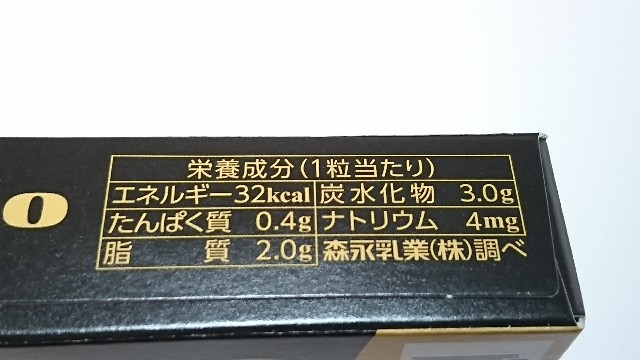 栄養成分(1粒当たり)
エネルギー32kcal 炭水化物 3.0g
たんぱく質 0.4g ナトリウム 4mg
脂質 2.0g 森永乳業(株)調べ